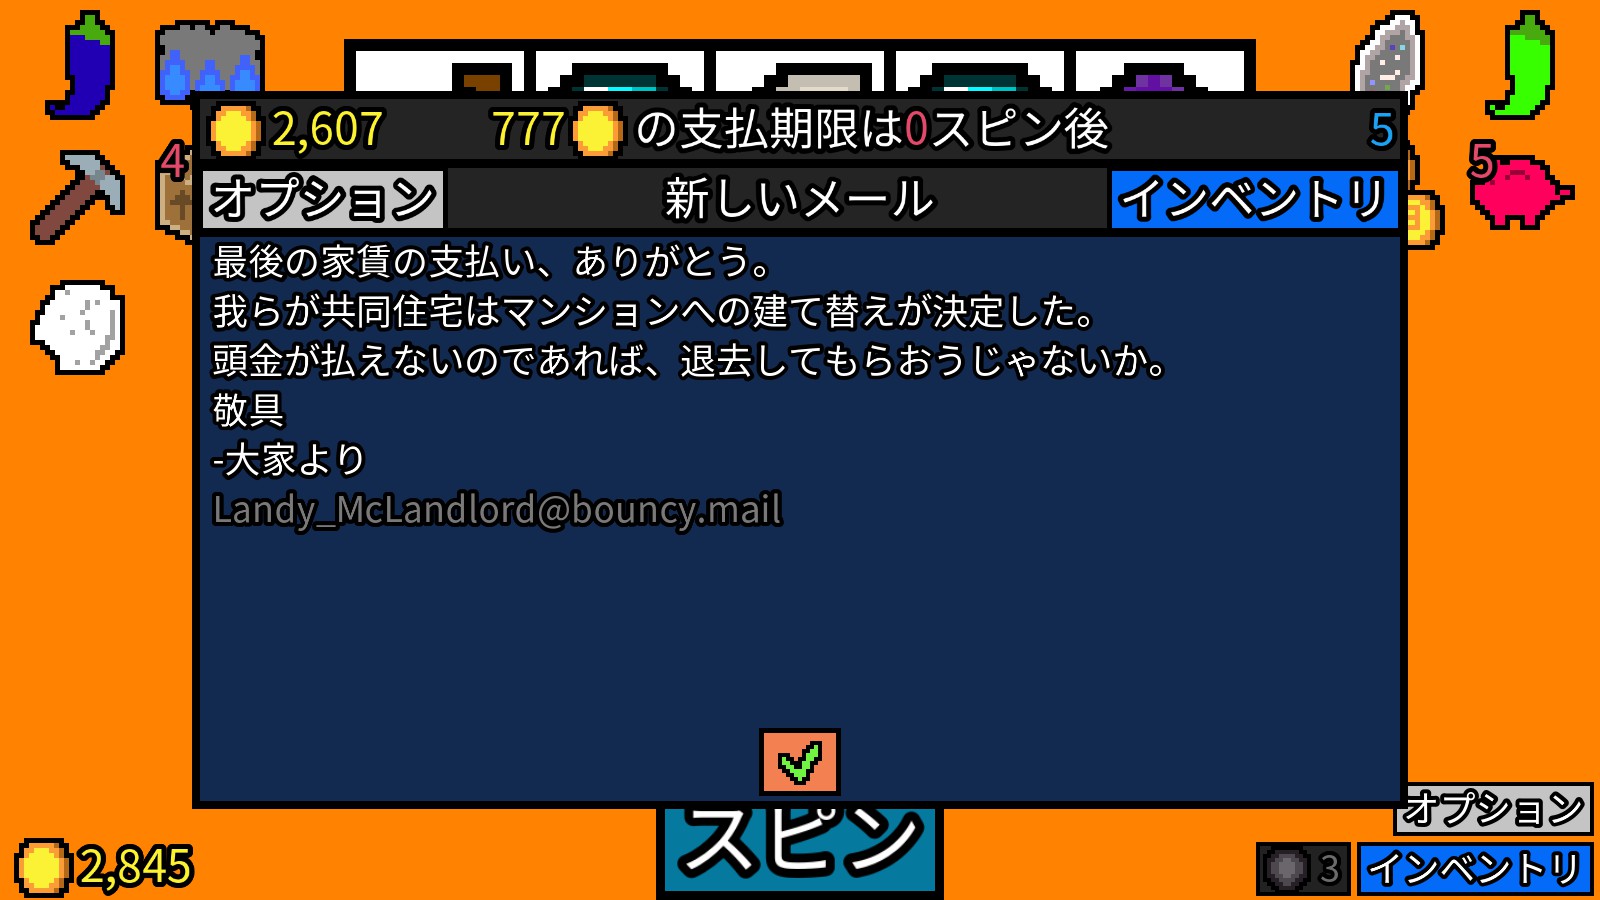 4
5
2,607 777 の支払期限は0スピン後 5
オプション 新しいメール インベントリ
最後の家賃の支払い、ありがとう。
我らが共同住宅はマンションへの建て替えが決定した。
頭金が払えないのであれば、退去してもらおうじゃないか。
敬具
-大家より
Landy_McLandlord@bouncy.mail
スピン
オプション
2,845
3 インベントリ